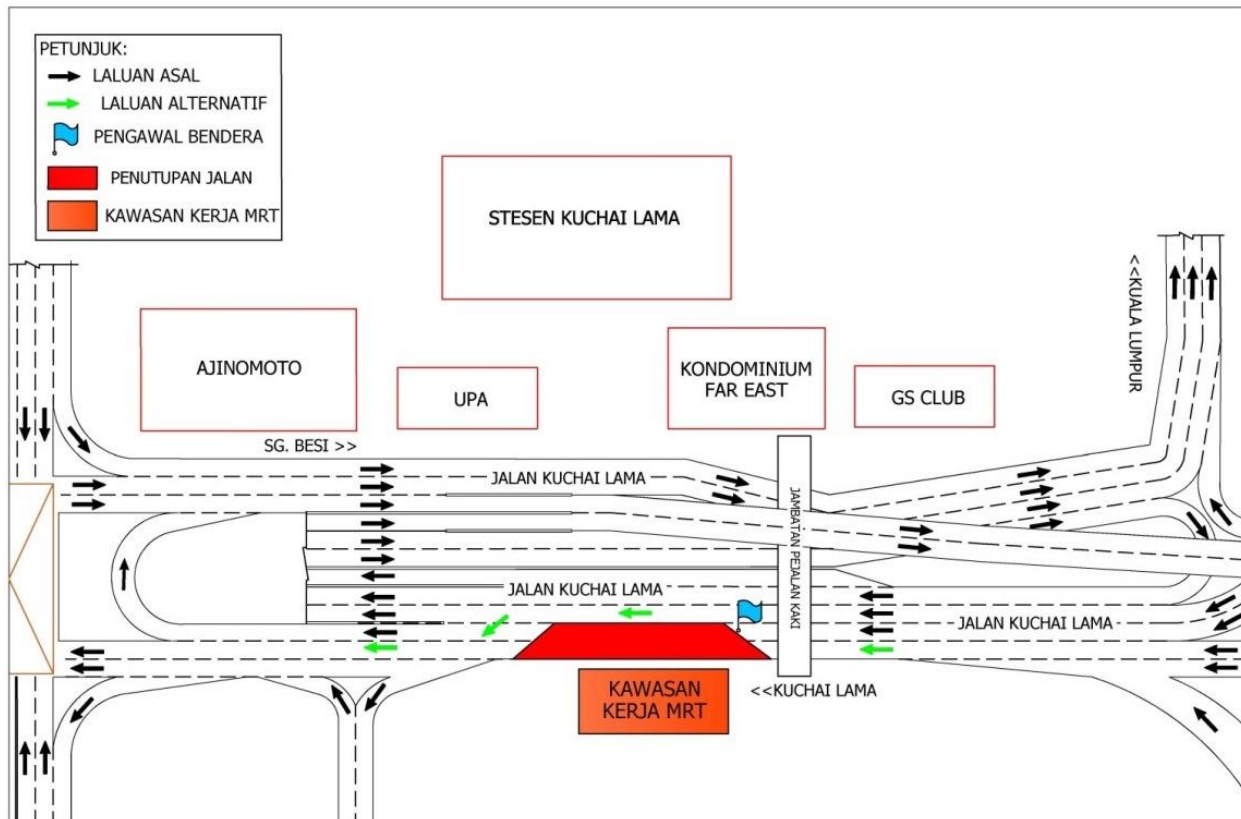 PETUNJUK:
LALUAN ASAL
LALUAN ALTERNATIF
PENGAWAL BENDERA
PENUTUPAN JALAN
KAWASAN KERJA MRT
STESEN KUCHAI LAMA
<<KUALA LUMPUR
AJINOMOTO
UPA
KONDOMINIUM
FAR EAST
GS CLUB
SG. BESI >>
JALAN KUCHAI LAMA
JAMBATAN PEJALAN KAKI
JALAN KUCHAI LAMA
JALAN KUCHAI LAMA
KAWASAN
KERJA MRT
<<KUCHAI LAMA